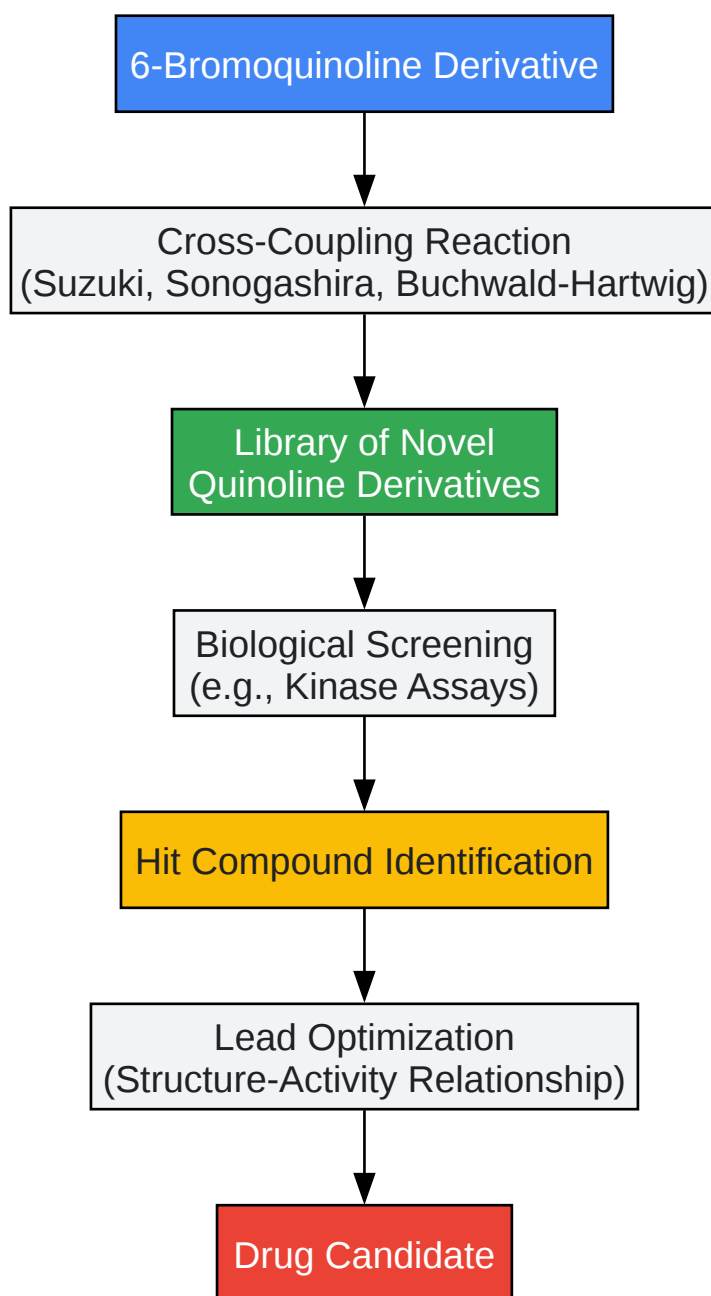 6-Bromoquinoline Derivative
Cross-Coupling Reaction
(Suzuki, Sonogashira, Buchwald-Hartwig)
Library of Novel
Quinoline Derivatives
Biological Screening
(e.g., Kinase Assays)
Hit Compound Identification
Lead Optimization
(Structure-Activity Relationship)
Drug Candidate